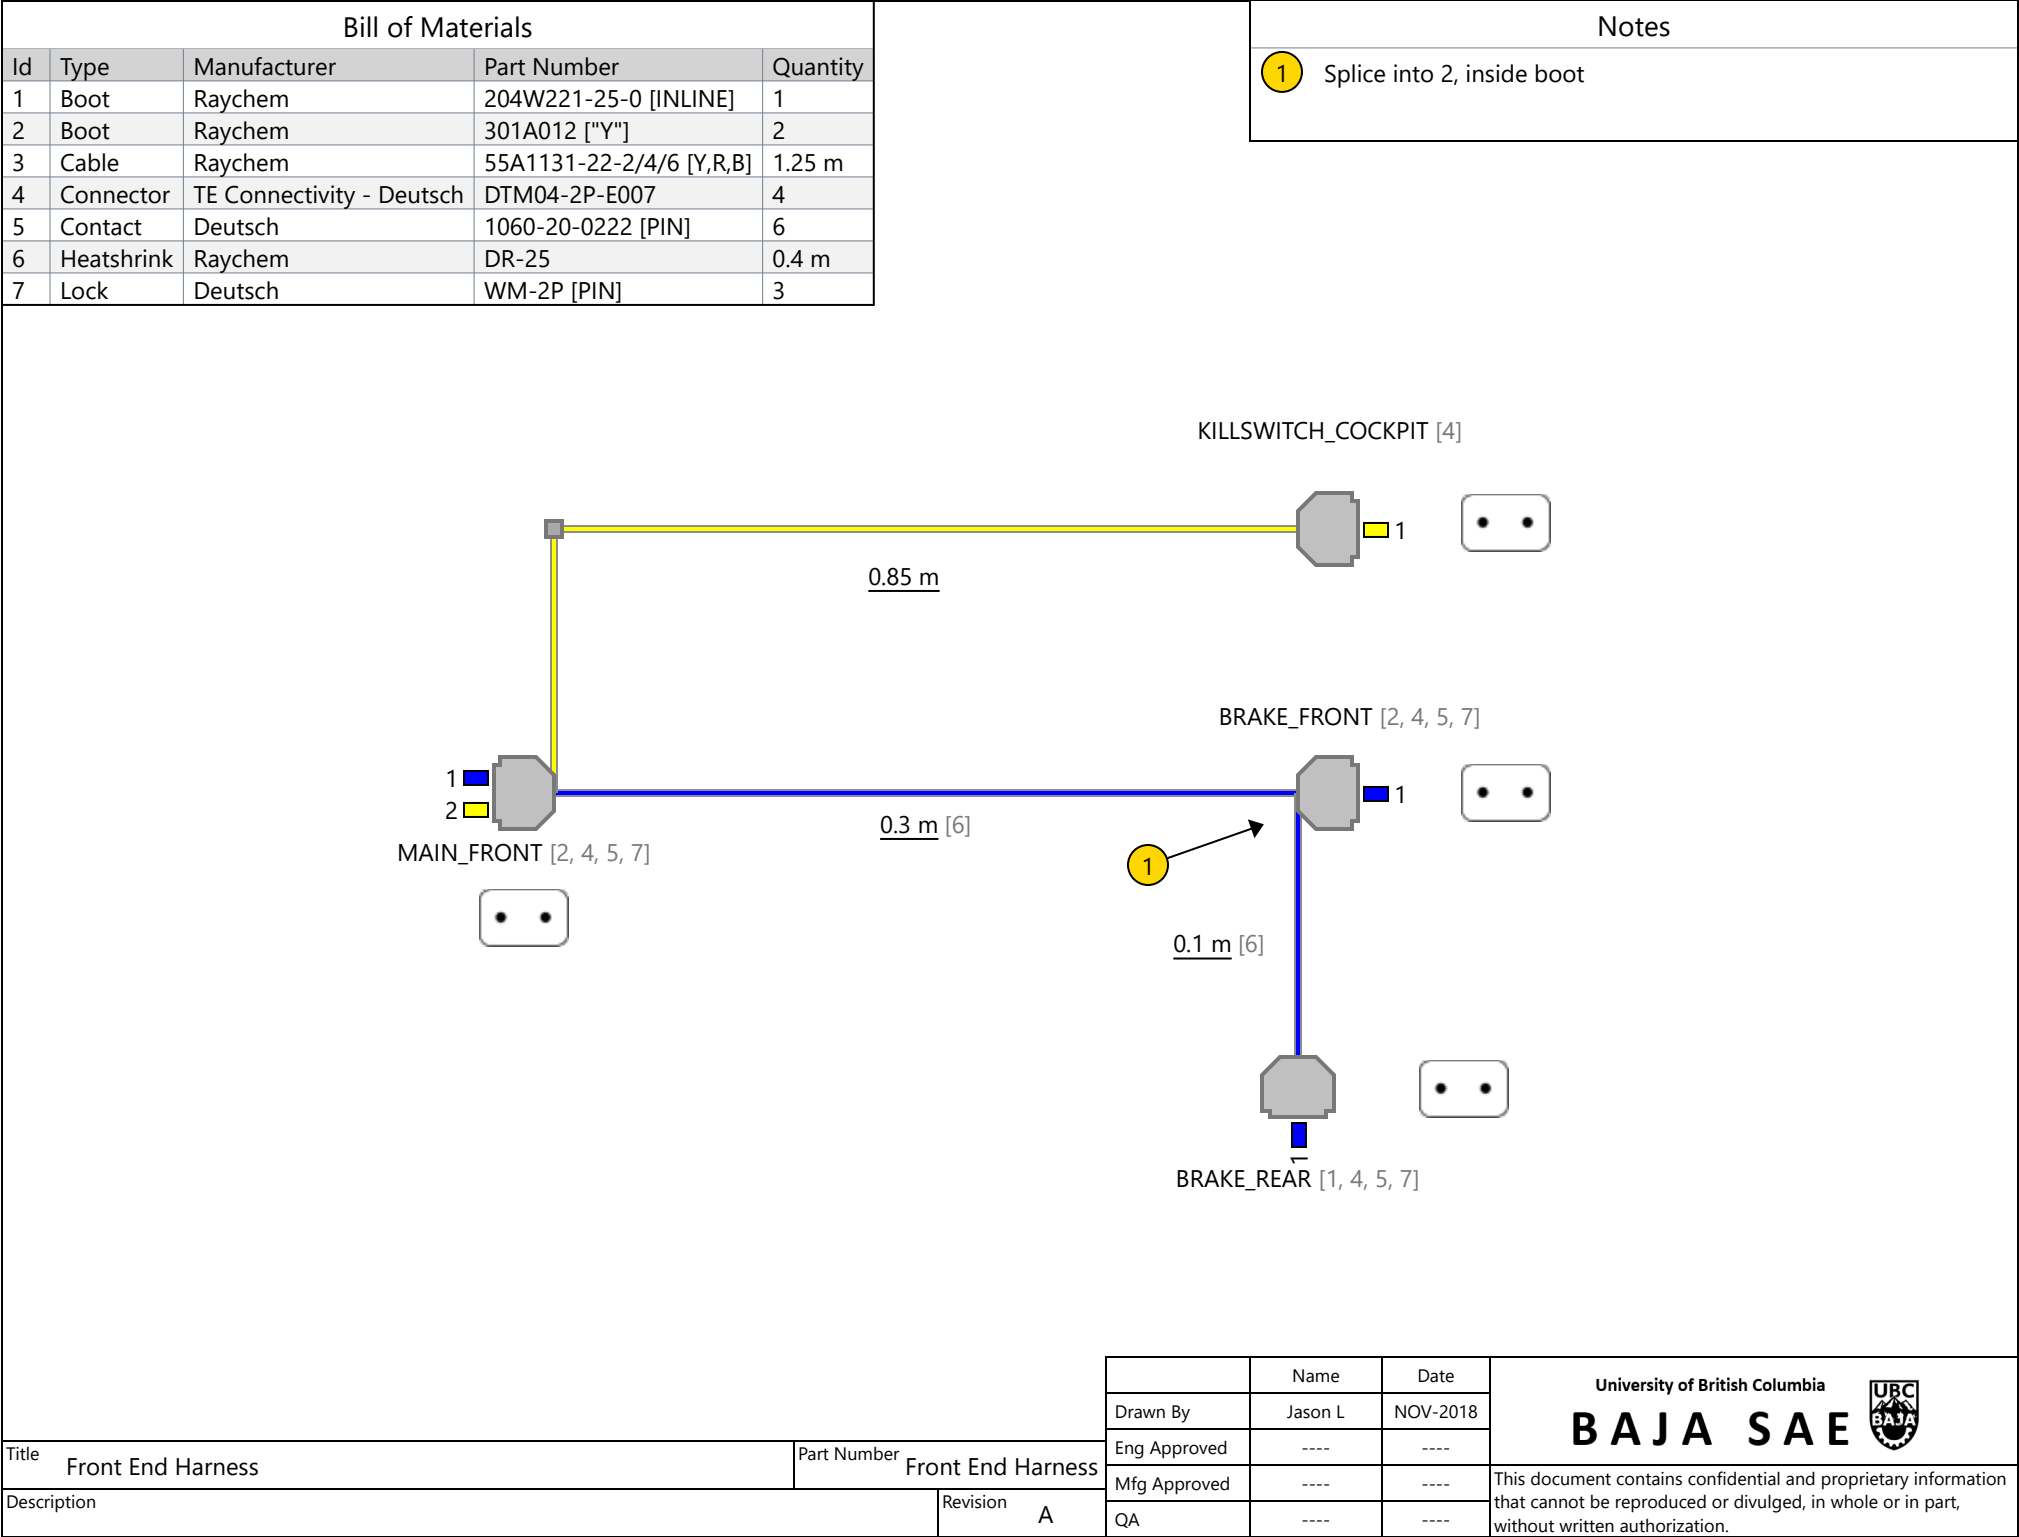 Bill of Materials
Id Type Manufacturer Part Number Quantity
1 Boot Raychem 204W221-25-0 [INLINE] 1
2 Boot Raychem 301A012 ["Y"] 2
3 Cable Raychem 55A1131-22-2/4/6 [Y,R,B] 1.25 m
4 Connector TE Connectivity - Deutsch DTM04-2P-E007 4
5 Contact Deutsch 1060-20-0222 [PIN] 6
6 Heatshrink Raychem DR-25 0.4 m
7 Lock Deutsch WM-2P [PIN] 3
Notes
1 Splice into 2, inside boot
KILLSWITCH_COCKPIT [4]
1
0.85 m
BRAKE_FRONT [2, 4, 5, 7]
1
2
1
0.3 m [6]
MAIN_FRONT [2, 4, 5, 7]
1
0.1 m [6]
1
BRAKE_REAR [1, 4, 5, 7]
Name Date
Drawn By Jason L NOV-2018
Eng Approved ---- ----
Mfg Approved ---- ----
QA ---- ----
University of British Columbia
BAJA SAE
UBC
BAJA
Title Front End Harness
Part Number Front End Harness
Description
Revision A
This document contains confidential and proprietary information
that cannot be reproduced or divulged, in whole or in part,
without written authorization.